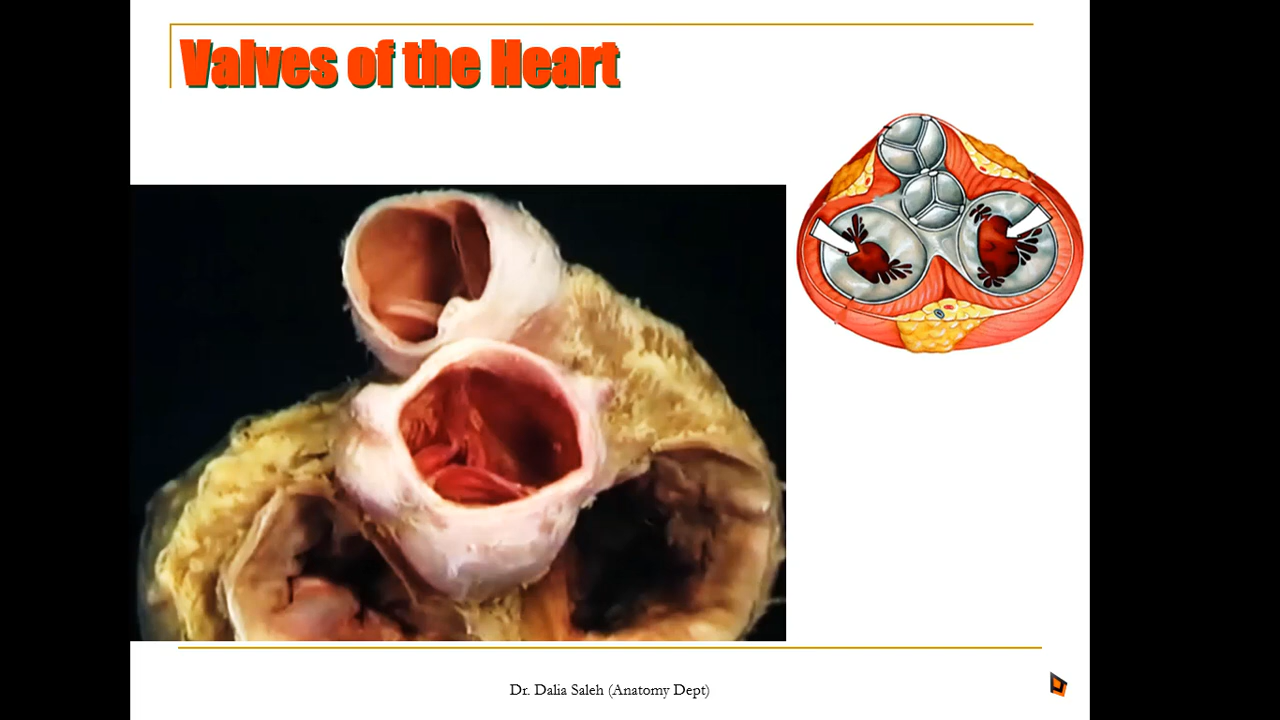 Valves of the Heart
Dr. Dalia Saleh (Anatomy Dept)